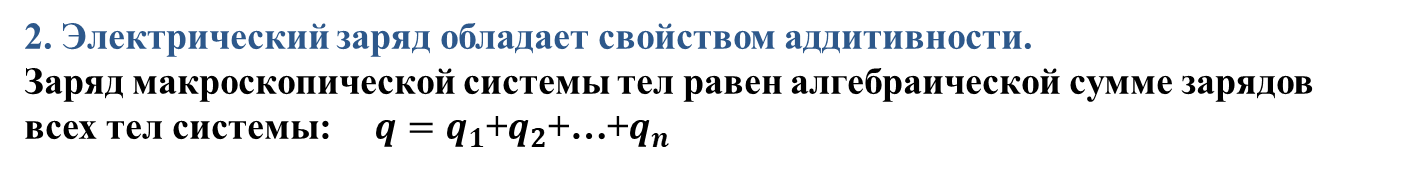 2. Электрический заряд обладает свойством аддитивности.
Заряд макроскопической системы тел равен алгебраической сумме зарядов
всех тел системы: q = q₁+q₂+…+qₙ